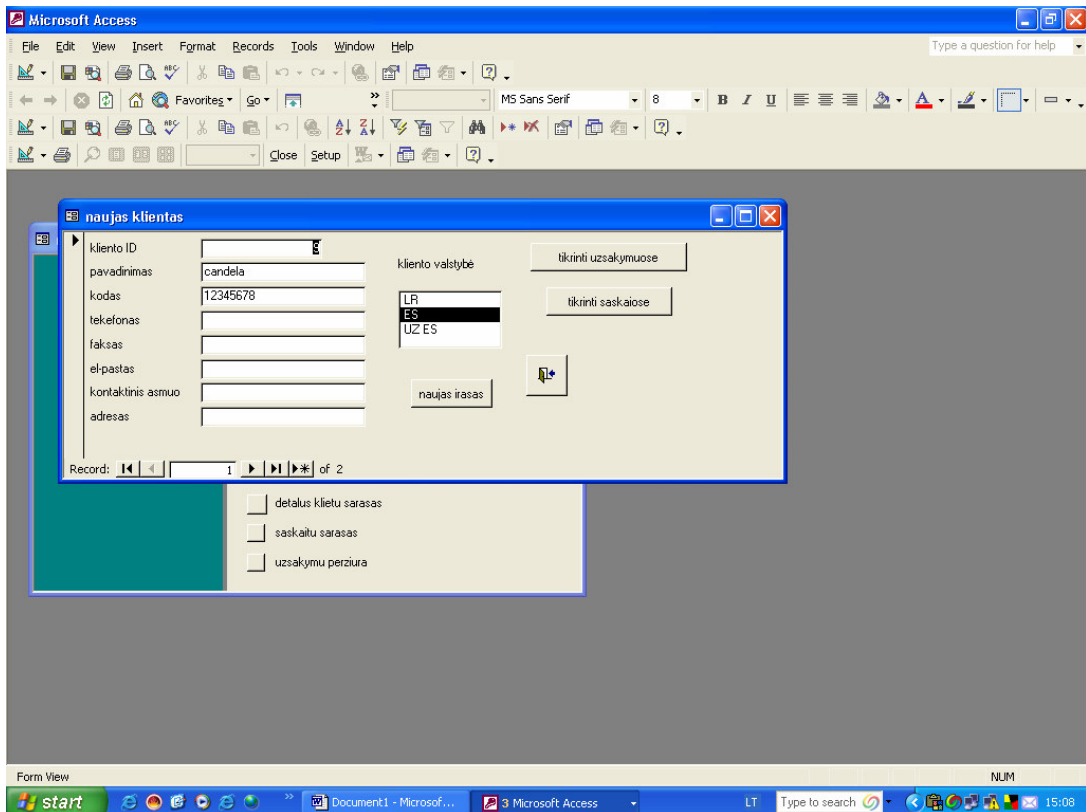 Microsoft Access
File Edit View Insert Format Records Tools Window Help Type a question for help
Favorites Go MS Sans Serif 8 B I U
Close Setup
naujas klientas
kliento ID
pavadinimas candela
kodas 12345678
tekefonas
faksas
el-pastas
kontaktinis asmuo
adresas
kliento valstybė
LR
ES
UZ ES
tikrinti uzsakymuose
tikrinti saskaiose
naujas irasas
Record: 1 of 2
detalus klietu sarasas
saskaitu sarasas
uzsakymu perziura
Form View NUM
start Document1 - Microsof... 3 Microsoft Access LT Type to search 15:08